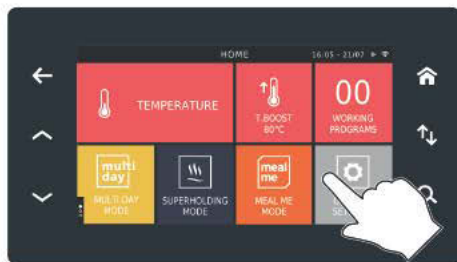 HOME
16:05 - 21/07
TEMPERATURE
T.BOOST
80°C
00
WORKING
PROGRAMS
multi
day
MULTI DAY
MODE
SUPERHOLDING
MODE
meal
me
MEAL ME
MODE